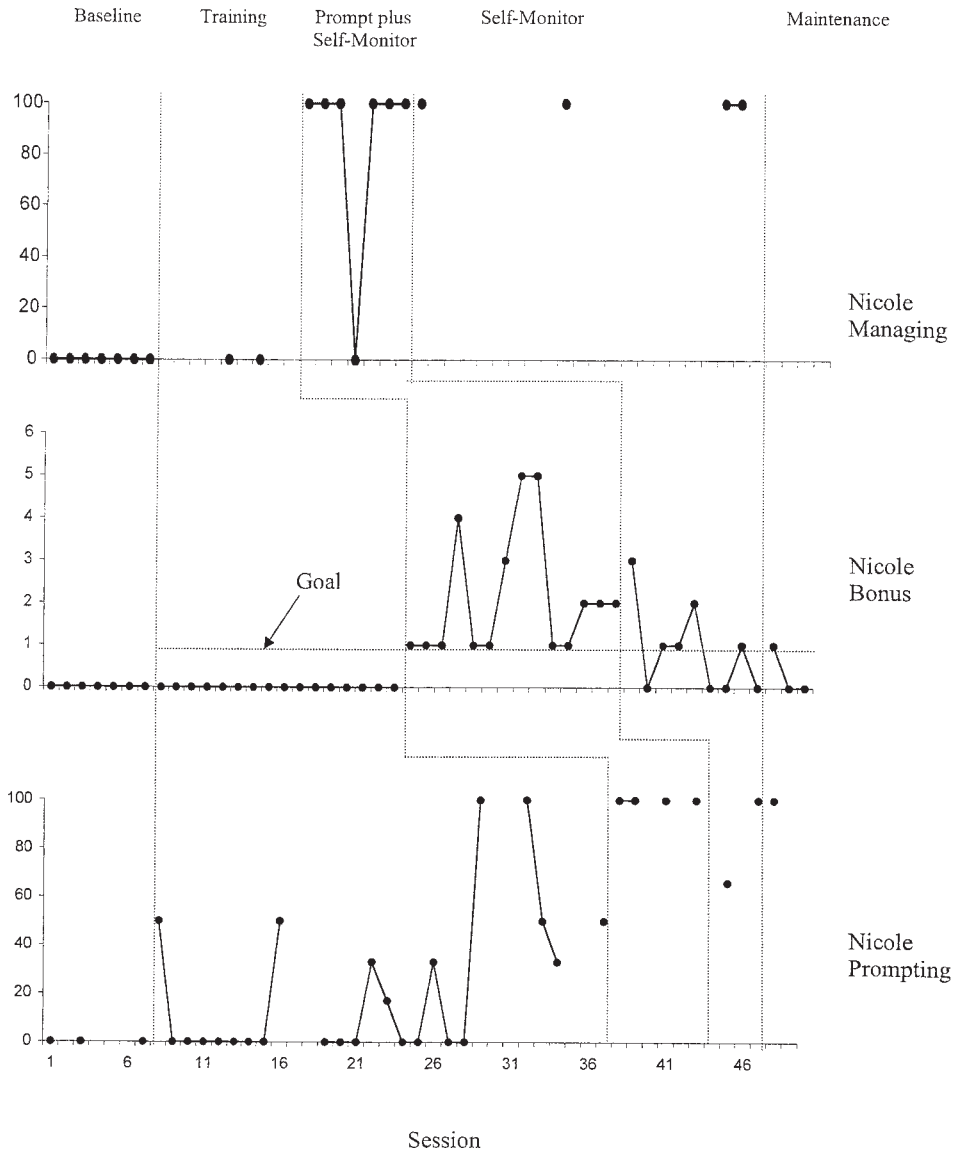 Baseline Training Prompt plus Self-Monitor Maintenance
Self-Monitor
100
80
60
40
20
0
Nicole
Managing
6
5
4
3
2
1
0
Goal
Nicole
Bonus
100
80
60
40
20
0
Nicole
Prompting
1 6 11 16 21 26 31 36 41 46
Session